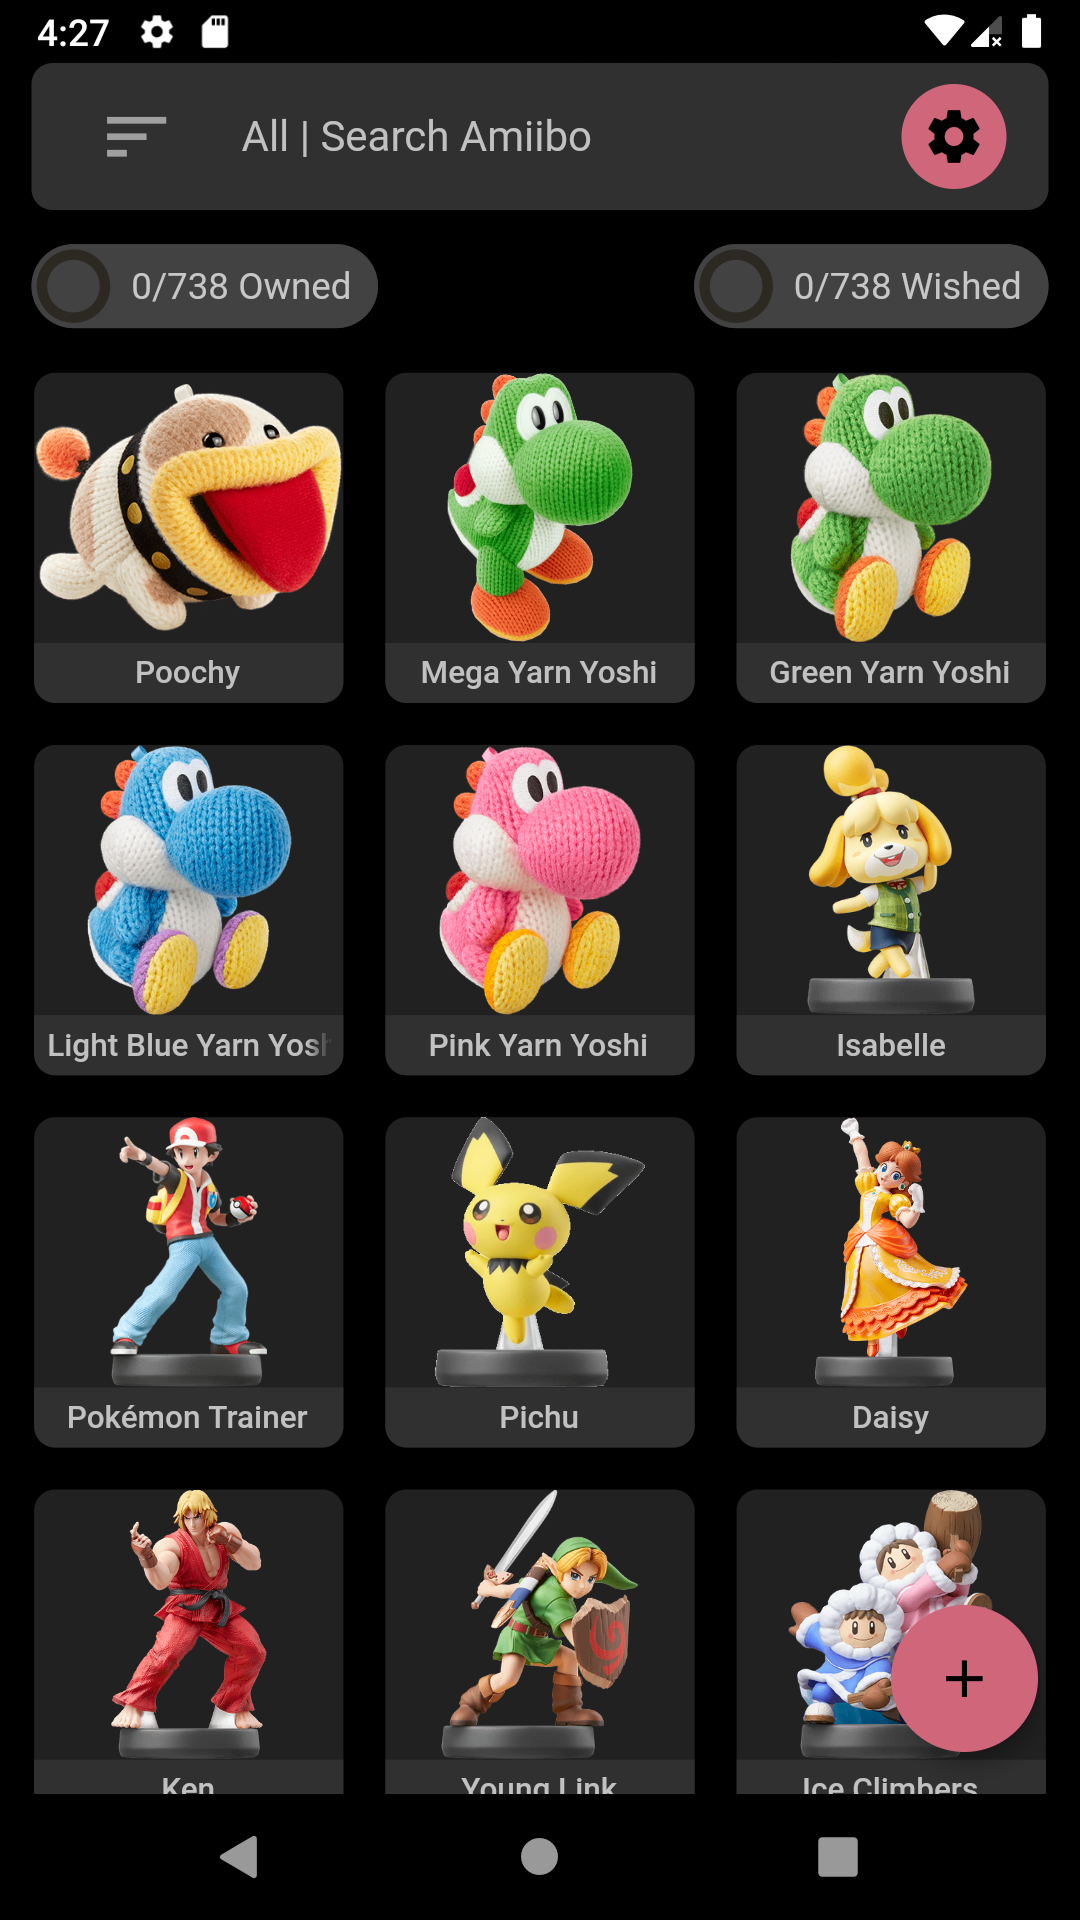 4:27
All | Search Amiibo
0/738 Owned
0/738 Wished
Poochy
Mega Yarn Yoshi
Green Yarn Yoshi
Light Blue Yarn Yosh
Pink Yarn Yoshi
Isabelle
Pokémon Trainer
Pichu
Daisy
Ken
Young Link
Ice Climbers